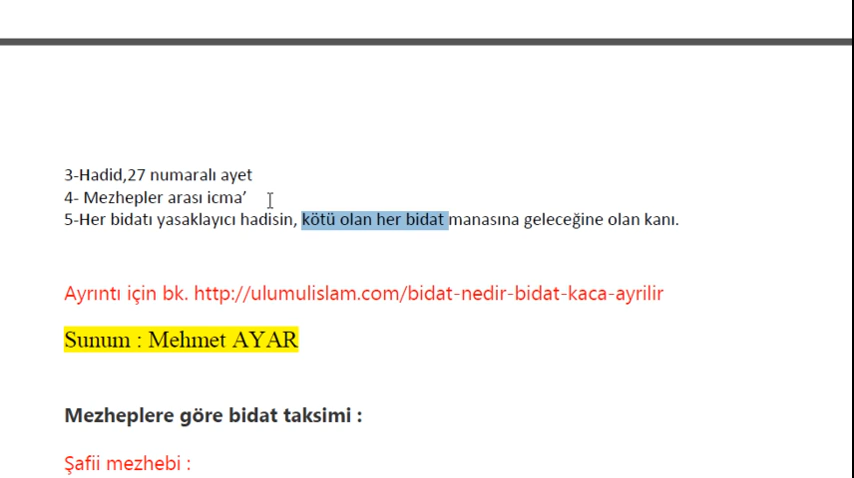 3-Hadid,27 numaralı ayet
4- Mezhepler arası icma’
5-Her bidatı yasaklayıcı hadisin, kötü olan her bidat manasına geleceğine olan kanı.
Ayrıntı için bk. http://ulumulislam.com/bidat-nedir-bidat-kaca-ayrilir
Sunum : Mehmet AYAR
Mezheplere göre bidat taksimi :
Şafii mezhebi :